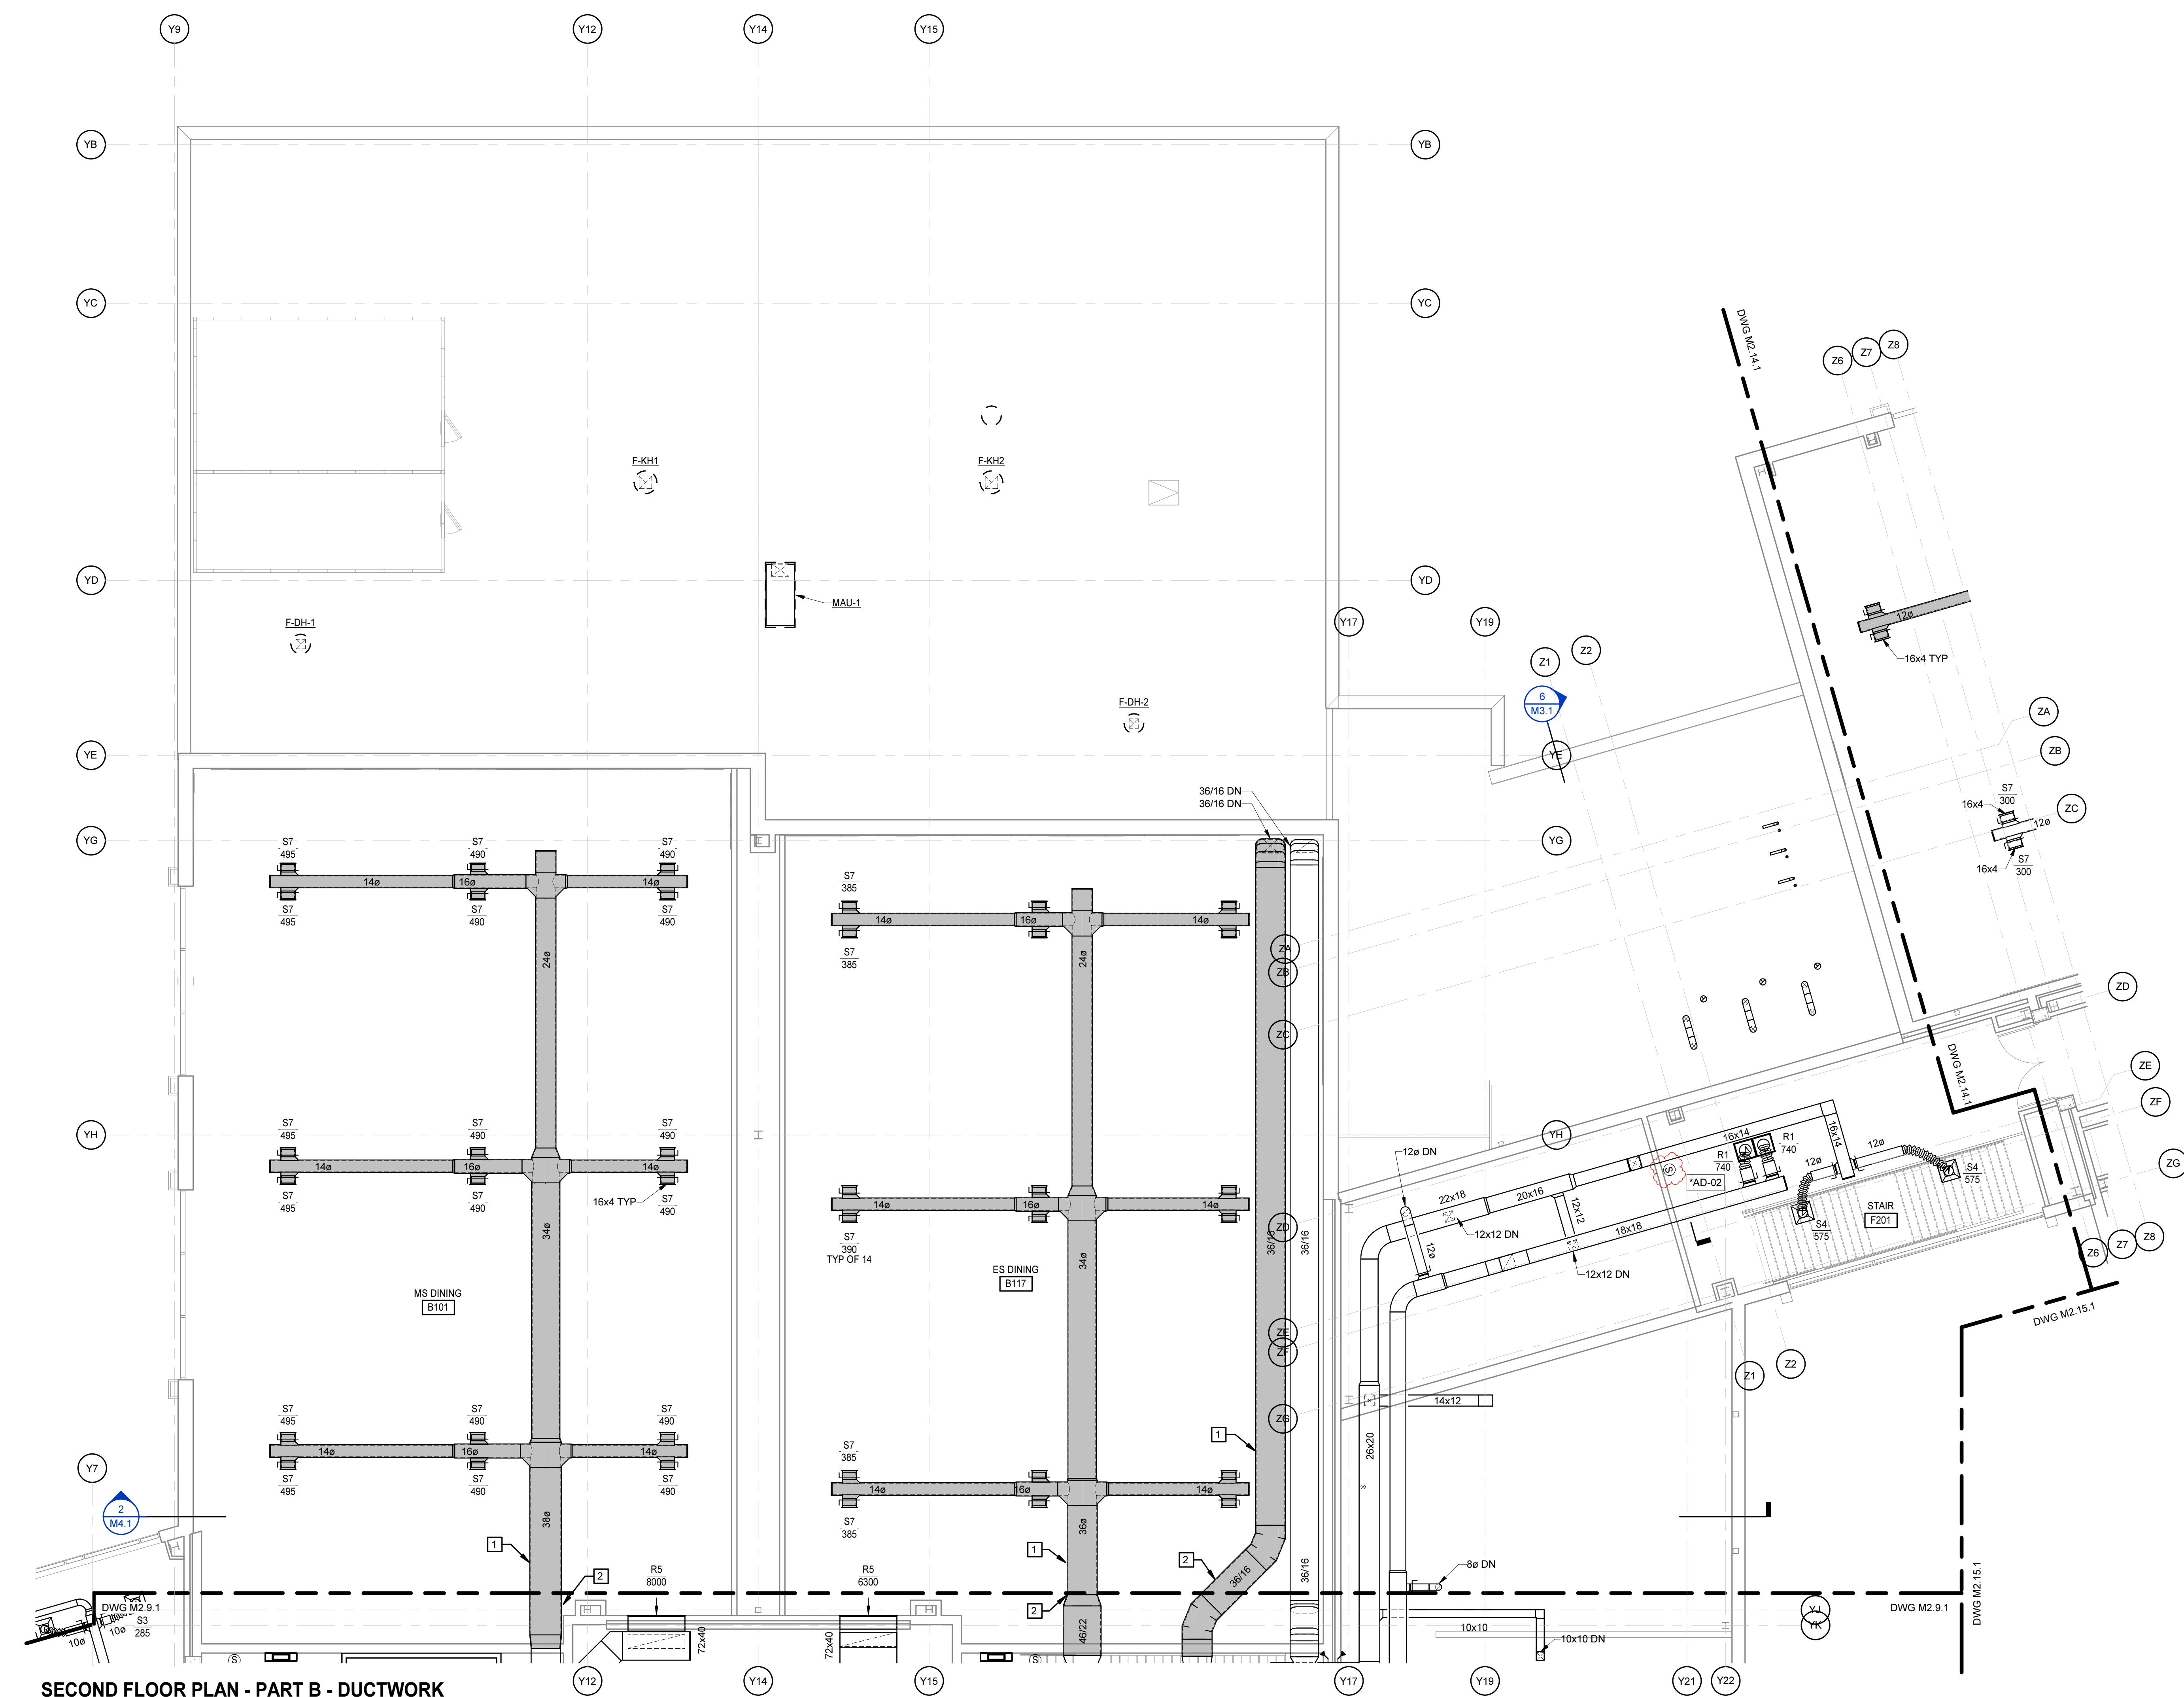 Y9
Y12
Y14
Y15
YB
YB
YC
YC
DWG M2.14.1
Z6
Z7
Z8
F-KH1
F-KH2
YD
YD
MAU-1
F-DH-1
Y17
Y19
Z1
Z2
12ø
16x4 TYP
6
M3.1
F-DH-2
ZA
ZB
YE
YE
36/16 DN
36/16 DN
S7
300
16x4
12ø
ZC
16x4
S7
300
YG
YG
S7
495
S7
490
S7
490
14ø
16ø
14ø
S7
495
S7
490
S7
490
S7
385
14ø
16ø
14ø
S7
385
24ø
24ø
ZA
ZB
ZC
ZD
DWG M2.14.1
ZE
ZF
ZG
YH
YH
S7
495
S7
490
S7
490
14ø
16ø
14ø
S7
495
S7
490
16x4 TYP
S7
490
14ø
16ø
14ø
S7
390
TYP OF 14
34ø
34ø
36/16
36/16
ZD
12ø DN
22x18
20x16
12x12
12x12 DN
12ø
18x18
12x12 DN
16x14
16x14
R1
740
R1
740
S
*AD-02
12ø
12ø
S4
575
S4
575
STAIR
F201
Z6
Z7
Z8
DWG M2.15.1
MS DINING
B101
ES DINING
B117
ZE
ZF
Z1
Z2
14x12
ZG
26x20
S7
495
S7
490
S7
490
14ø
16ø
14ø
S7
495
S7
490
S7
490
S7
385
14ø
16ø
14ø
S7
385
1
Y7
2
M4.1
38ø
36ø
1
1
2
36/16
36/16
2
2
R5
8000
R5
6300
72x40
72x40
46/22
8ø DN
DWG M2.9.1
S3
285
10ø
10ø
S
S
10x10
10x10 DN
YJ
YK
DWG M2.9.1
DWG M2.15.1
Y12
Y14
Y15
Y17
Y19
Y21
Y22
SECOND FLOOR PLAN - PART B - DUCTWORK